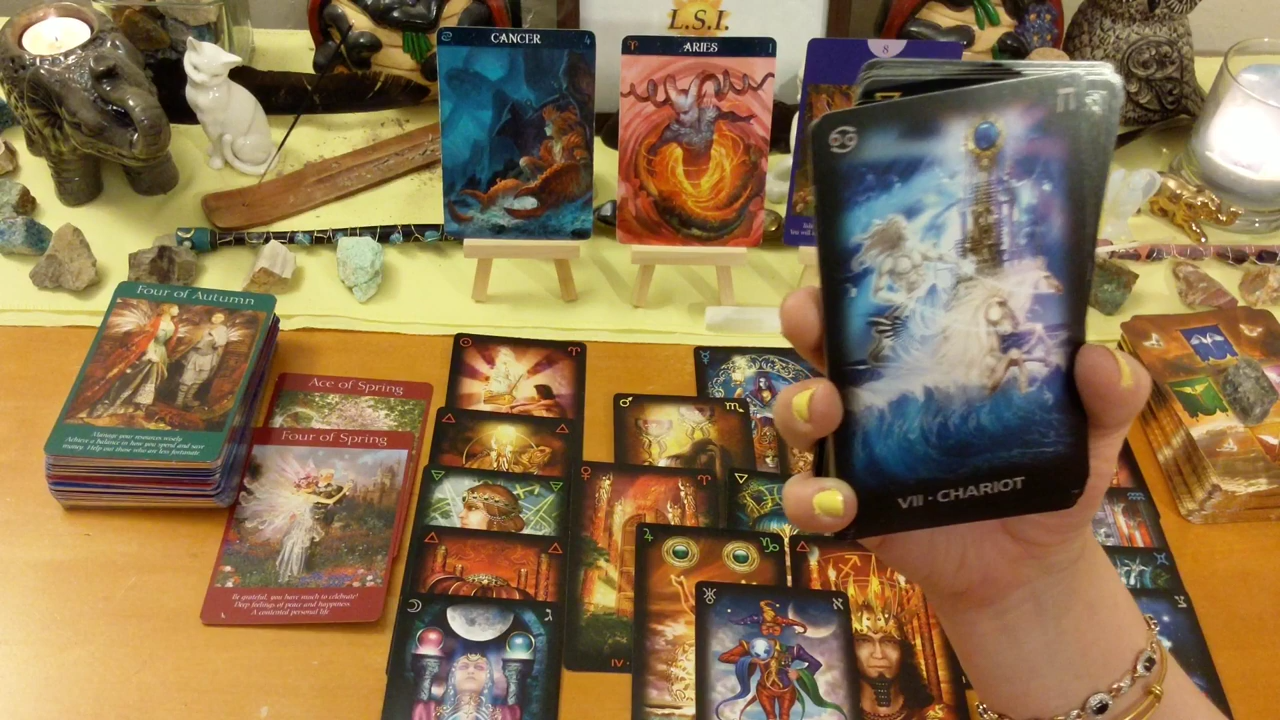 L.S.I.
CANCER 4
ARIES 1
8
VII · CHARIOT
Four of Autumn
Manage your resources wisely
Achieve a balance in how you spend and save
money. Help out those who are less fortunate
Ace of Spring
Four of Spring
Be grateful, you have much to celebrate!
Deep feelings of peace and happiness
A contented personal life
IV ·